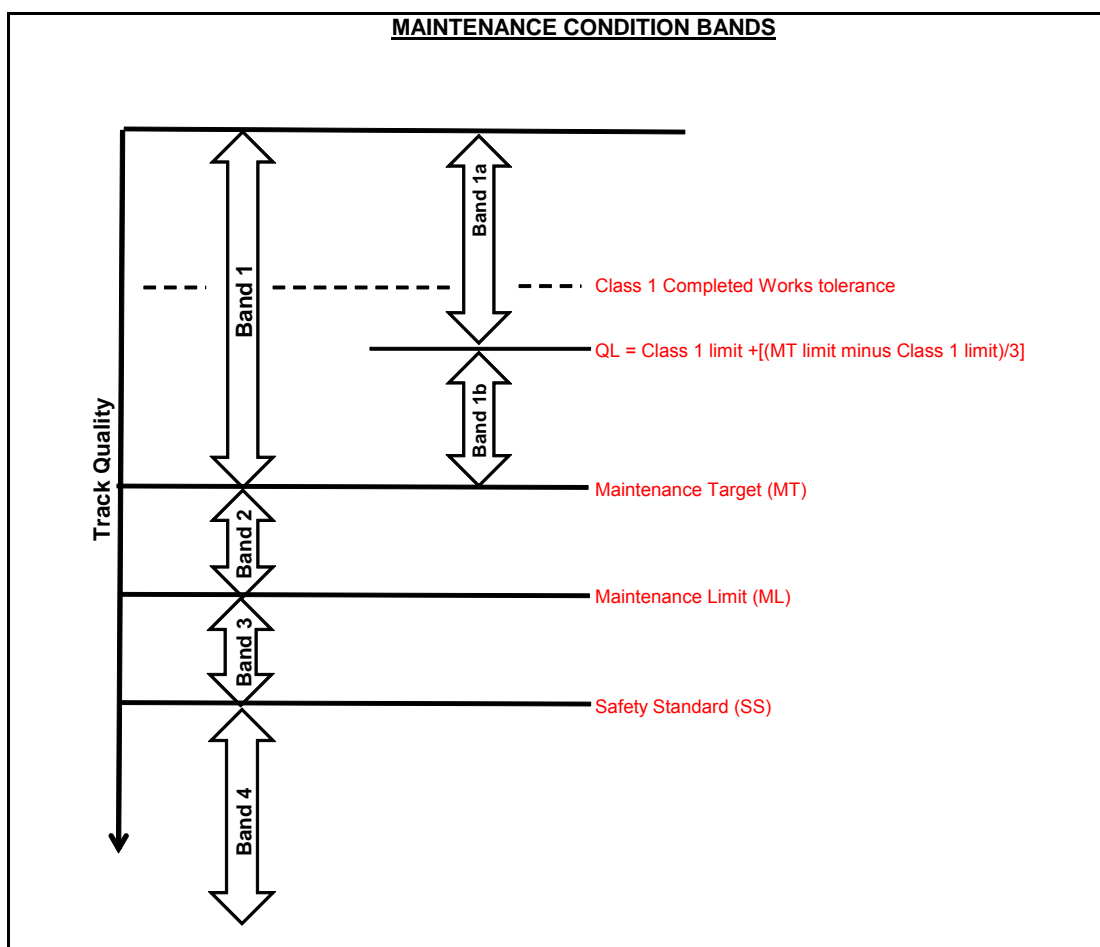 MAINTENANCE CONDITION BANDS
Band 1a
Band 1
Class 1 Completed Works tolerance
QL = Class 1 limit +[(MT limit minus Class 1 limit)/3]
Band 1b
Track Quality
Maintenance Target (MT)
Band 2
Maintenance Limit (ML)
Band 3
Safety Standard (SS)
Band 4